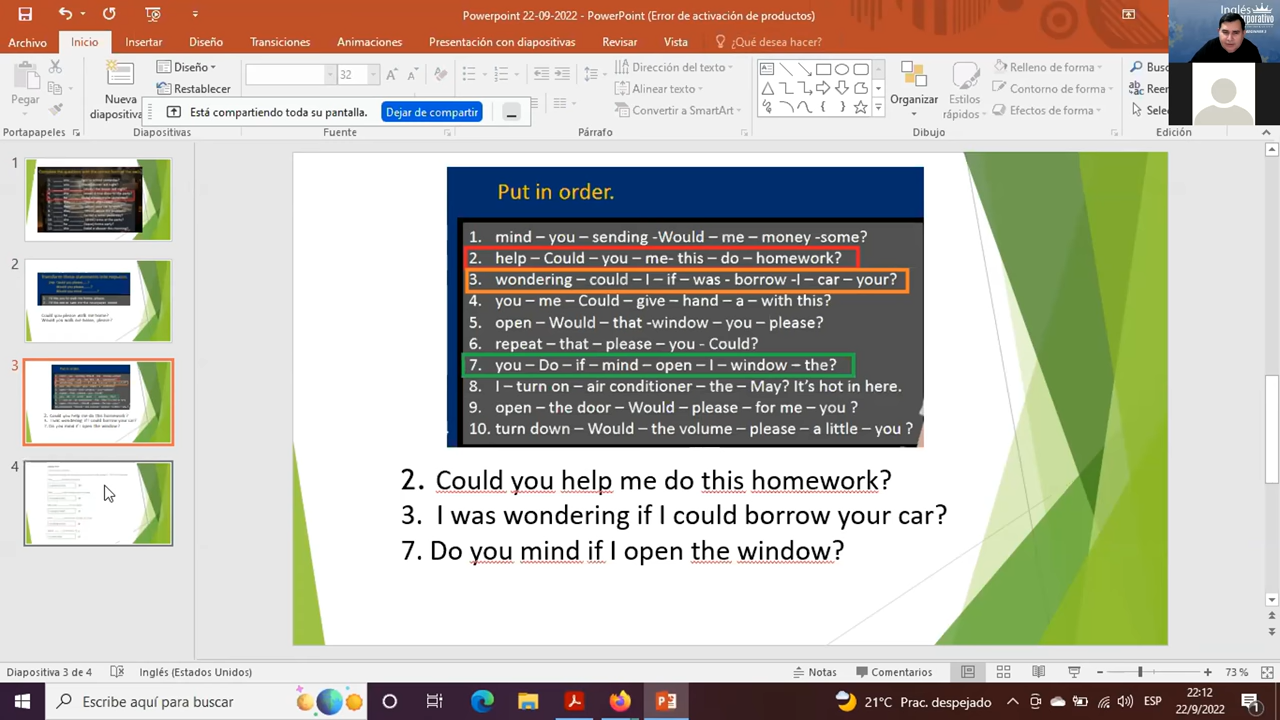 Powerpoint 22-09-2022 - PowerPoint (Error de activación de productos)
Inglés
Corporativo
Archivo Inicio Insertar Diseño Transiciones Animaciones Presentación con diapositivas Revisar Vista ¿Qué desea hacer?
Pegar
Nueva
diapositiva
Diseño
Restablecer
32
Dirección del texto
Alinear texto
Convertir a SmartArt
Organizar
Estilos
rápidos
Relleno de forma
Contorno de forma
Efectos de forma
Está compartiendo toda su pantalla. Dejar de compartir
Portapapeles Diapositivas Fuente Párrafo Dibujo Edición
1
2
3
4
Put in order.
1. mind – you – sending -Would – me – money -some?
2. help – Could – you – me- this – do – homework?
3. wondering – could – I – if – was - borrow – I – car – your?
4. you – me – Could – give – hand – a – with this?
5. open – Would – that -window – you – please?
6. repeat – that – please – you - Could?
7. you – Do – if – mind – open – I – window – the?
8. I – turn on – air conditioner – the – May? It's hot in here.
9. open – the door – Would – please – for me – you ?
10. turn down – Would – the volume – please – a little – you ?
2. Could you help me do this homework?
3. I was wondering if I could borrow your car?
7. Do you mind if I open the window?
Diapositiva 3 de 4 Inglés (Estados Unidos) Notas Comentarios 73 %
Escribe aquí para buscar
21°C Prac. despejado
ESP
22:12
22/9/2022